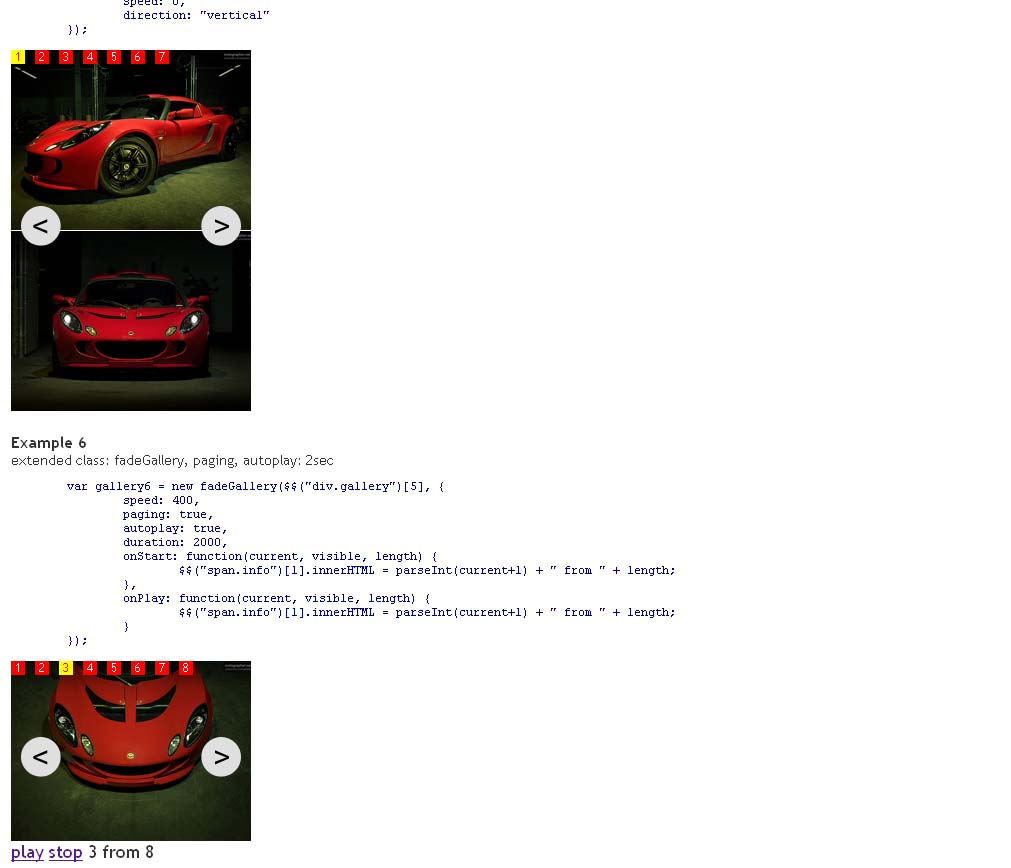 speed: 0,
direction: "vertical"
});
1 2 3 4 5 6 7
< >
Example 6
extended class: fadeGallery, paging, autoplay: 2sec
var gallery6 = new fadeGallery($$("div.gallery")[5], {
speed: 400,
paging: true,
autoplay: true,
duration: 2000,
onStart: function(current, visible, length) {
$$("span.info")[1].innerHTML = parseInt(current+1) + " from " + length;
},
onPlay: function(current, visible, length) {
$$("span.info")[1].innerHTML = parseInt(current+1) + " from " + length;
}
});
1 2 3 4 5 6 7 8
< >
play stop 3 from 8